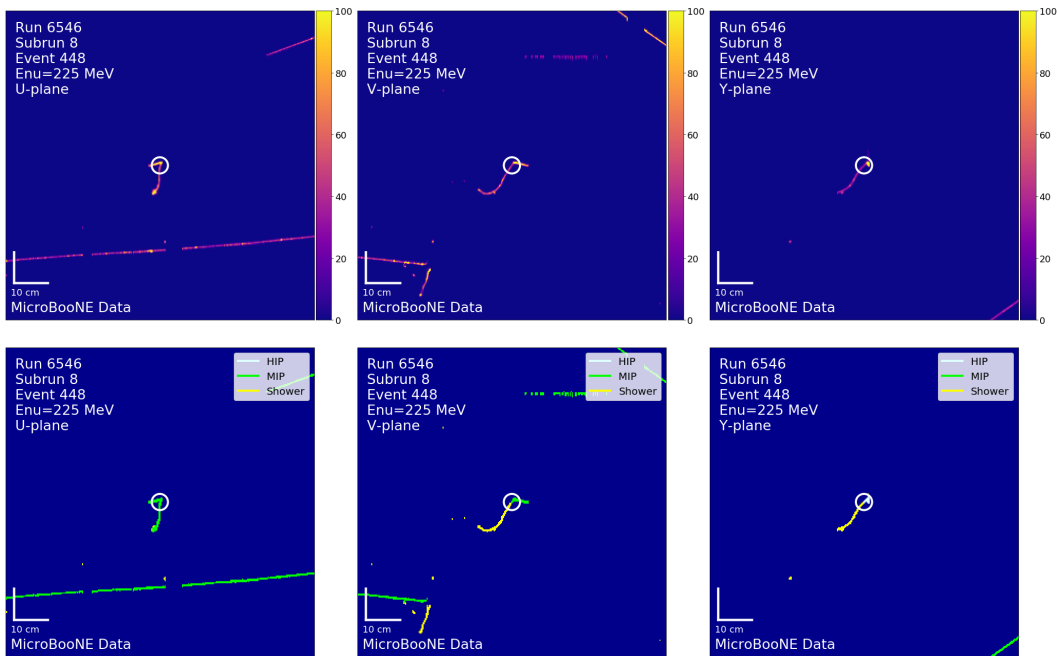 Run 6546
Subrun 8
Event 448
Enu=225 MeV
U-plane
10 cm
MicroBooNE Data
100
80
60
40
20
0
Run 6546
Subrun 8
Event 448
Enu=225 MeV
V-plane
10 cm
MicroBooNE Data
100
80
60
40
20
0
Run 6546
Subrun 8
Event 448
Enu=225 MeV
Y-plane
10 cm
MicroBooNE Data
100
80
60
40
20
0
Run 6546
Subrun 8
Event 448
Enu=225 MeV
U-plane
HIP
MIP
Shower
10 cm
MicroBooNE Data
Run 6546
Subrun 8
Event 448
Enu=225 MeV
V-plane
HIP
MIP
Shower
10 cm
MicroBooNE Data
Run 6546
Subrun 8
Event 448
Enu=225 MeV
Y-plane
HIP
MIP
Shower
10 cm
MicroBooNE Data